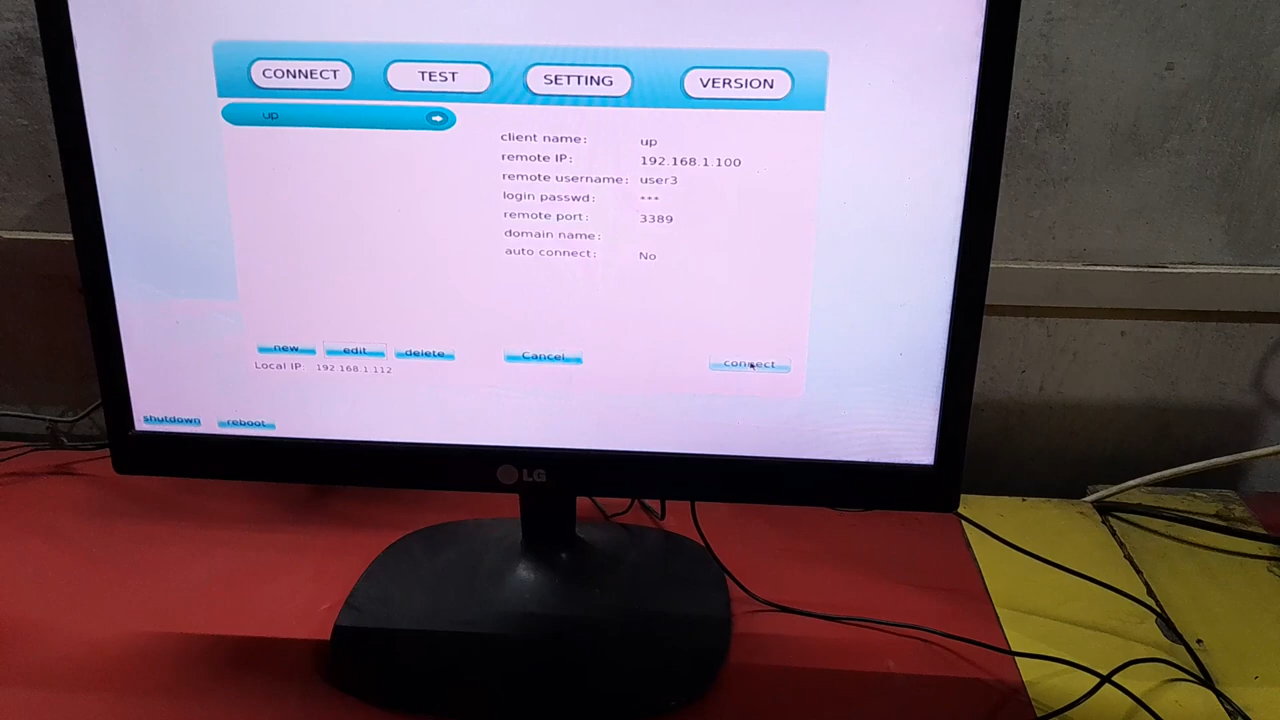 CONNECT TEST SETTING VERSION
up
client name: up
remote IP: 192.168.1.100
remote username: user3
login passwd: ***
remote port: 3389
domain name:
auto connect: No
new edit delete Cancel connect
Local IP: 192.168.1.112
shutdown reboot
LG